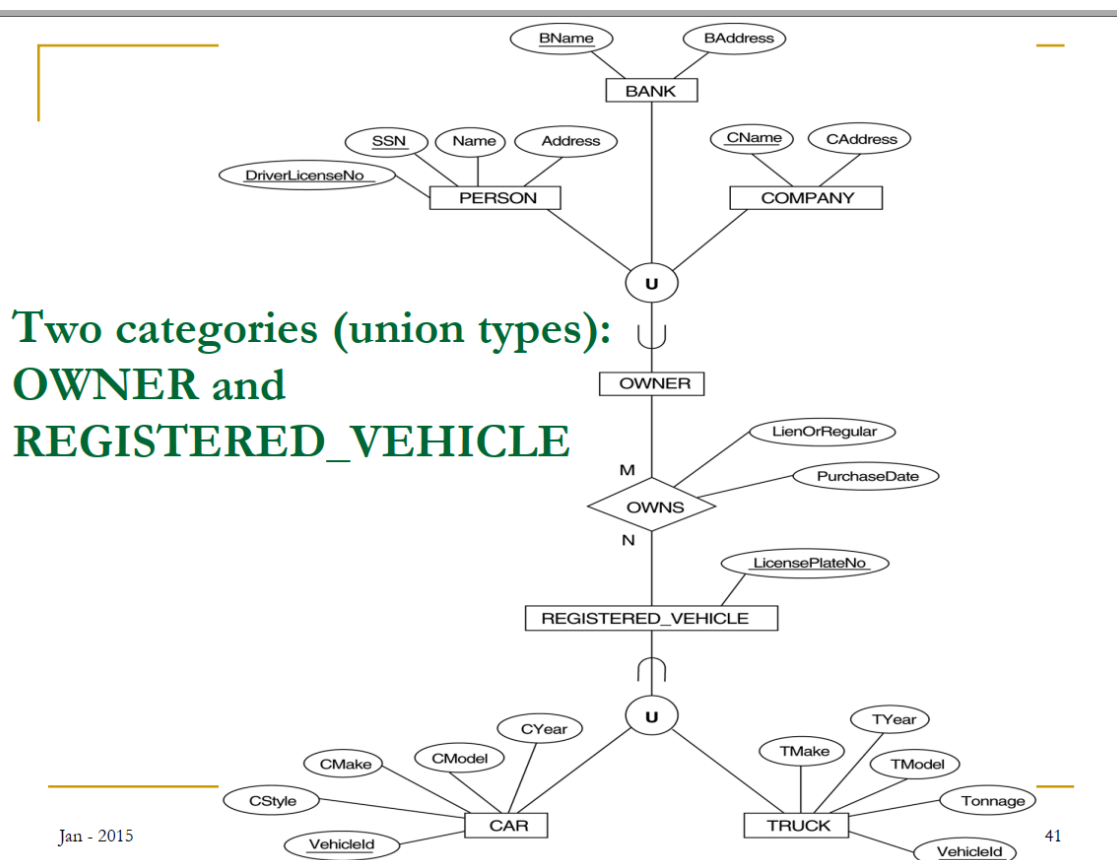 BName
BAddress
BANK
SSN
Name
Address
CName
CAddress
DriverLicenseNo
PERSON
COMPANY
U
Two categories (union types):
OWNER and
REGISTERED_VEHICLE
OWNER
LienOrRegular
M
PurchaseDate
OWNS
N
LicensePlateNo
REGISTERED_VEHICLE
U
CYear
TYear
CModel
TMake
CMake
TModel
CStyle
Tonnage
CAR
TRUCK
Jan - 2015
VehicleId
VehicleId
41